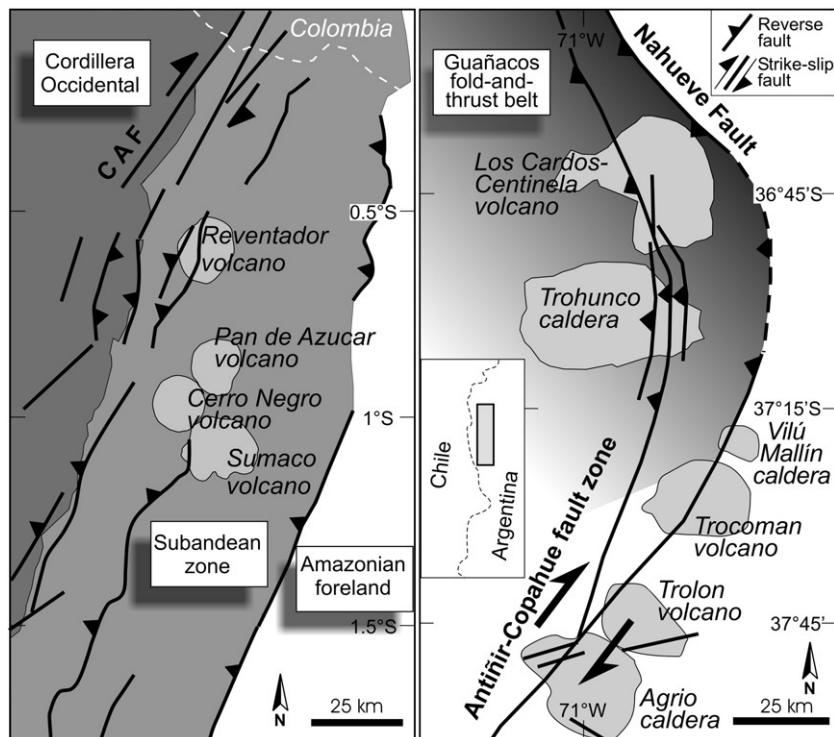 Colombia
Cordillera
Occidental
CAF
0.5°S
Reventador
volcano
Pan de Azucar
volcano
Cerro Negro
volcano
1°S
Sumaco
volcano
Subandean
zone
Amazonian
foreland
1.5°S
N
25 km
71°W
Reverse
fault
Strike-slip
fault
Guañacos
fold-and-
thrust belt
Nahueve Fault
Los Cardos-
Centinela
volcano
36°45'S
Trohunco
caldera
37°15'S
Chile
Argentina
Vilú
Mallín
caldera
Trocoman
volcano
Antiñir-Copahue fault zone
Trolon
volcano
37°45'
71°W
Agrio
caldera
N
25 km